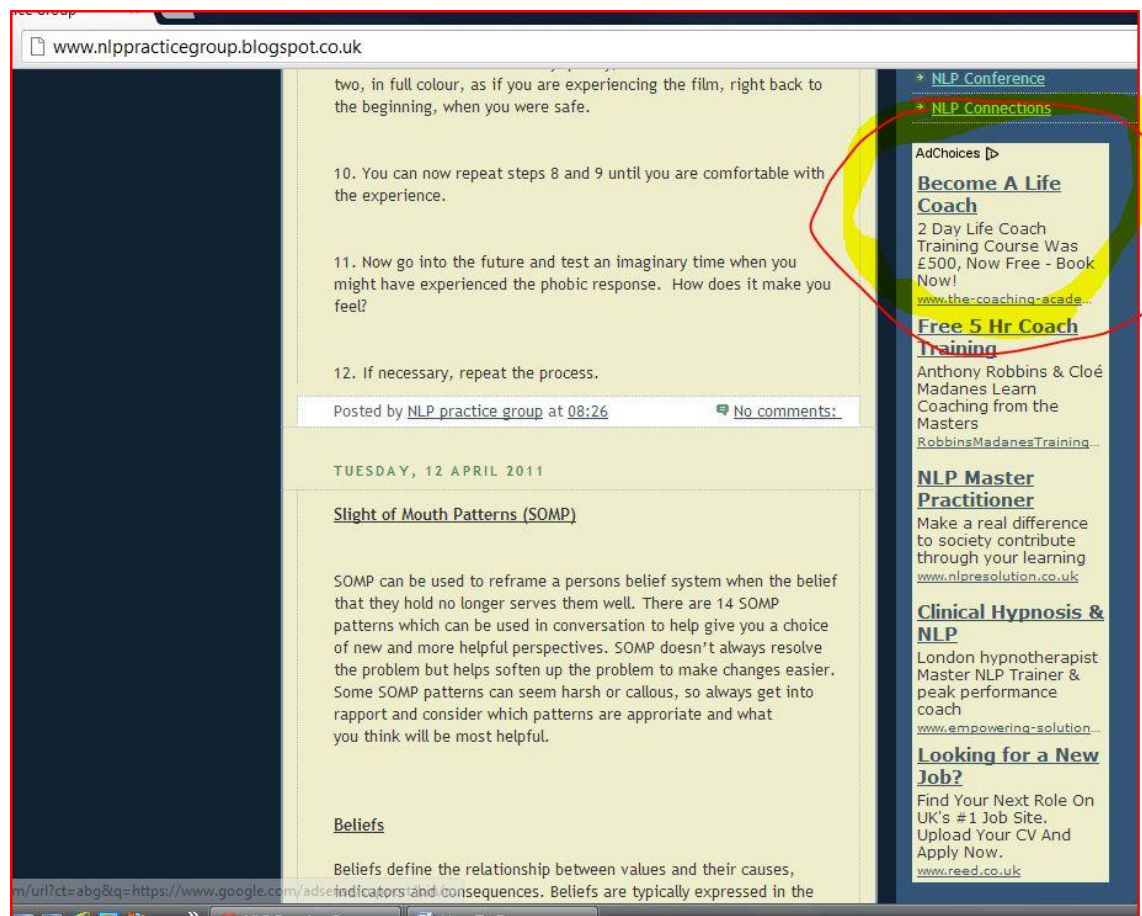 www.nlppracticegroup.blogspot.co.uk
two, in full colour, as if you are experiencing the film, right back to
the beginning, when you were safe.
10. You can now repeat steps 8 and 9 until you are comfortable with
the experience.
11. Now go into the future and test an imaginary time when you
might have experienced the phobic response. How does it make you
feel?
12. If necessary, repeat the process.
Posted by NLP practice group at 08:26
No comments:
TUESDAY, 12 APRIL 2011
Slight of Mouth Patterns (SOMP)
SOMP can be used to reframe a persons belief system when the belief
that they hold no longer serves them well. There are 14 SOMP
patterns which can be used in conversation to help give you a choice
of new and more helpful perspectives. SOMP doesn't always resolve
the problem but helps soften up the problem to make changes easier.
Some SOMP patterns can seem harsh or callous, so always get into
rapport and consider which patterns are approriate and what
you think will be most helpful.
Beliefs
Beliefs define the relationship between values and their causes,
indicators and consequences. Beliefs are typically expressed in the
NLP Conference
NLP Connections
AdChoices
Become A Life
Coach
2 Day Life Coach
Training Course Was
£500, Now Free - Book
Now!
www.the-coaching-acade...
Free 5 Hr Coach
Training
Anthony Robbins & Cloé
Madanes Learn
Coaching from the
Masters
RobbinsMadanesTraining...
NLP Master
Practitioner
Make a real difference
to society contribute
through your learning
www.nlpresolution.co.uk
Clinical Hypnosis &
NLP
London hypnotherapist
Master NLP Trainer &
peak performance
coach
www.empowering-solution...
Looking for a New
Job?
Find Your Next Role On
UK's #1 Job Site.
Upload Your CV And
Apply Now.
www.reed.co.uk
m/url?ct=abg&q=https://www.google.com/